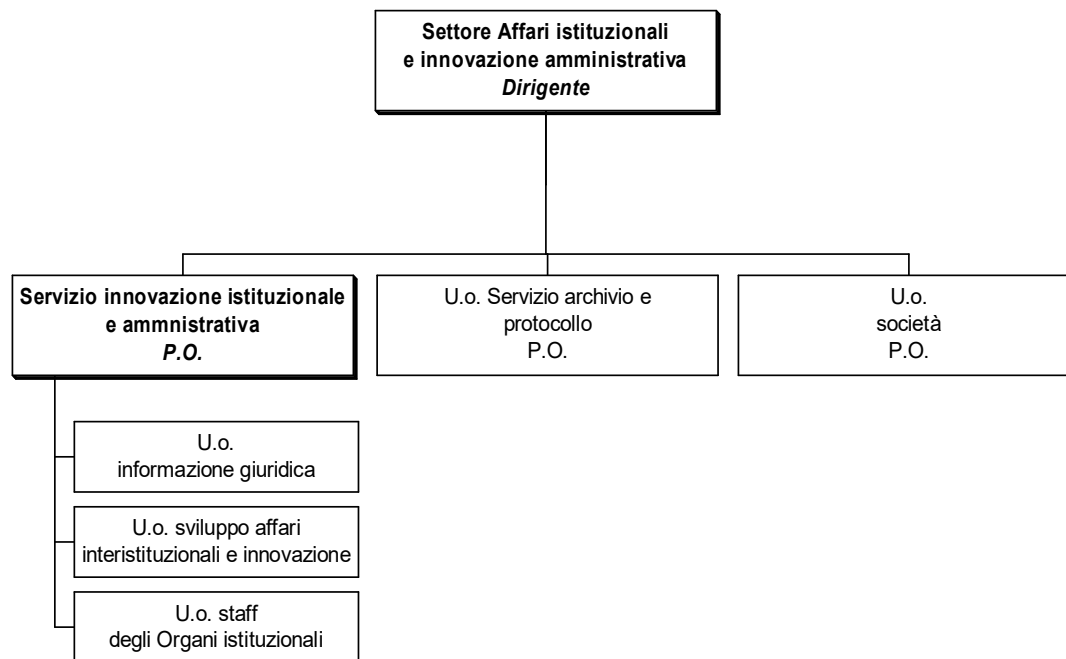 Settore Affari istituzionali
e innovazione amministrativa
Dirigente
Servizio innovazione istituzionale
e ammnistrativa
P.O.
U.o. Servizio archivio e
protocollo
P.O.
U.o.
società
P.O.
U.o.
informazione giuridica
U.o. sviluppo affari
interistituzionali e innovazione
U.o. staff
degli Organi istituzionali